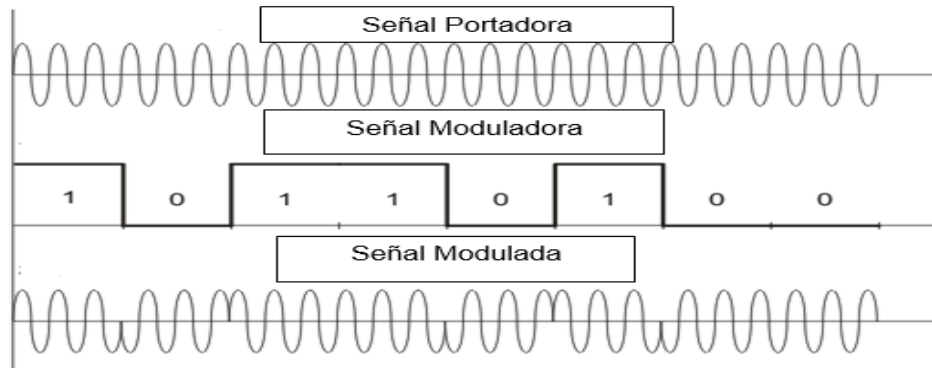 Señal Portadora
Señal Moduladora
1 0 1 1 0 1 0 0
Señal Modulada